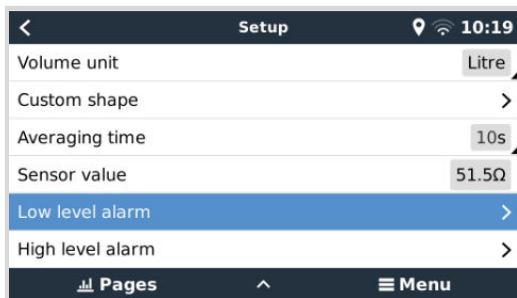 Setup 10:19
Volume unit Litre
Custom shape
Averaging time 10s
Sensor value 51.5Ω
Low level alarm
High level alarm
Pages Menu